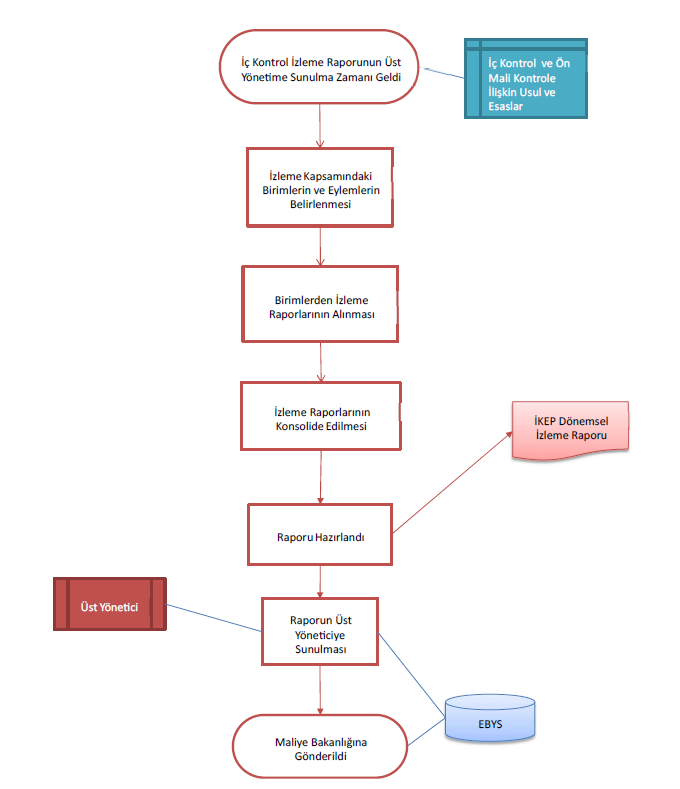 İç Kontrol İzleme Raporunun Üst
Yönetime Sunulma Zamanı Geldi
İç Kontrol ve Ön
Mali Kontrole
İlişkin Usul ve
Esaslar
İzleme Kapsamındaki
Birimlerin ve Eylemlerin
Belirlenmesi
Birimlerden İzleme
Raporlarının Alınması
İzleme Raporlarının
Konsolide Edilmesi
İKEP Dönemsel
İzleme Raporu
Raporu Hazırlandı
Üst Yönetici
Raporun Üst
Yöneticiye
Sunulması
EBYS
Maliye Bakanlığına
Gönderildi